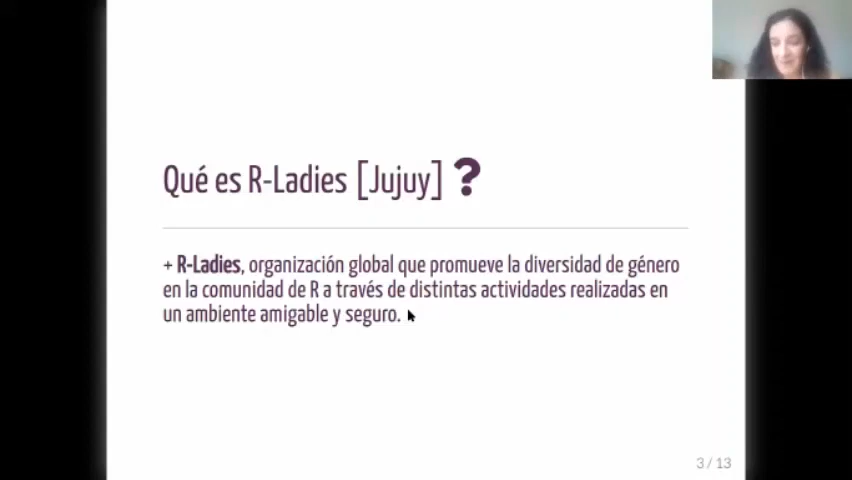 Qué es R-Ladies [Jujuy] ?
+ R-Ladies, organización global que promueve la diversidad de género
en la comunidad de R a través de distintas actividades realizadas en
un ambiente amigable y seguro.
3 / 13